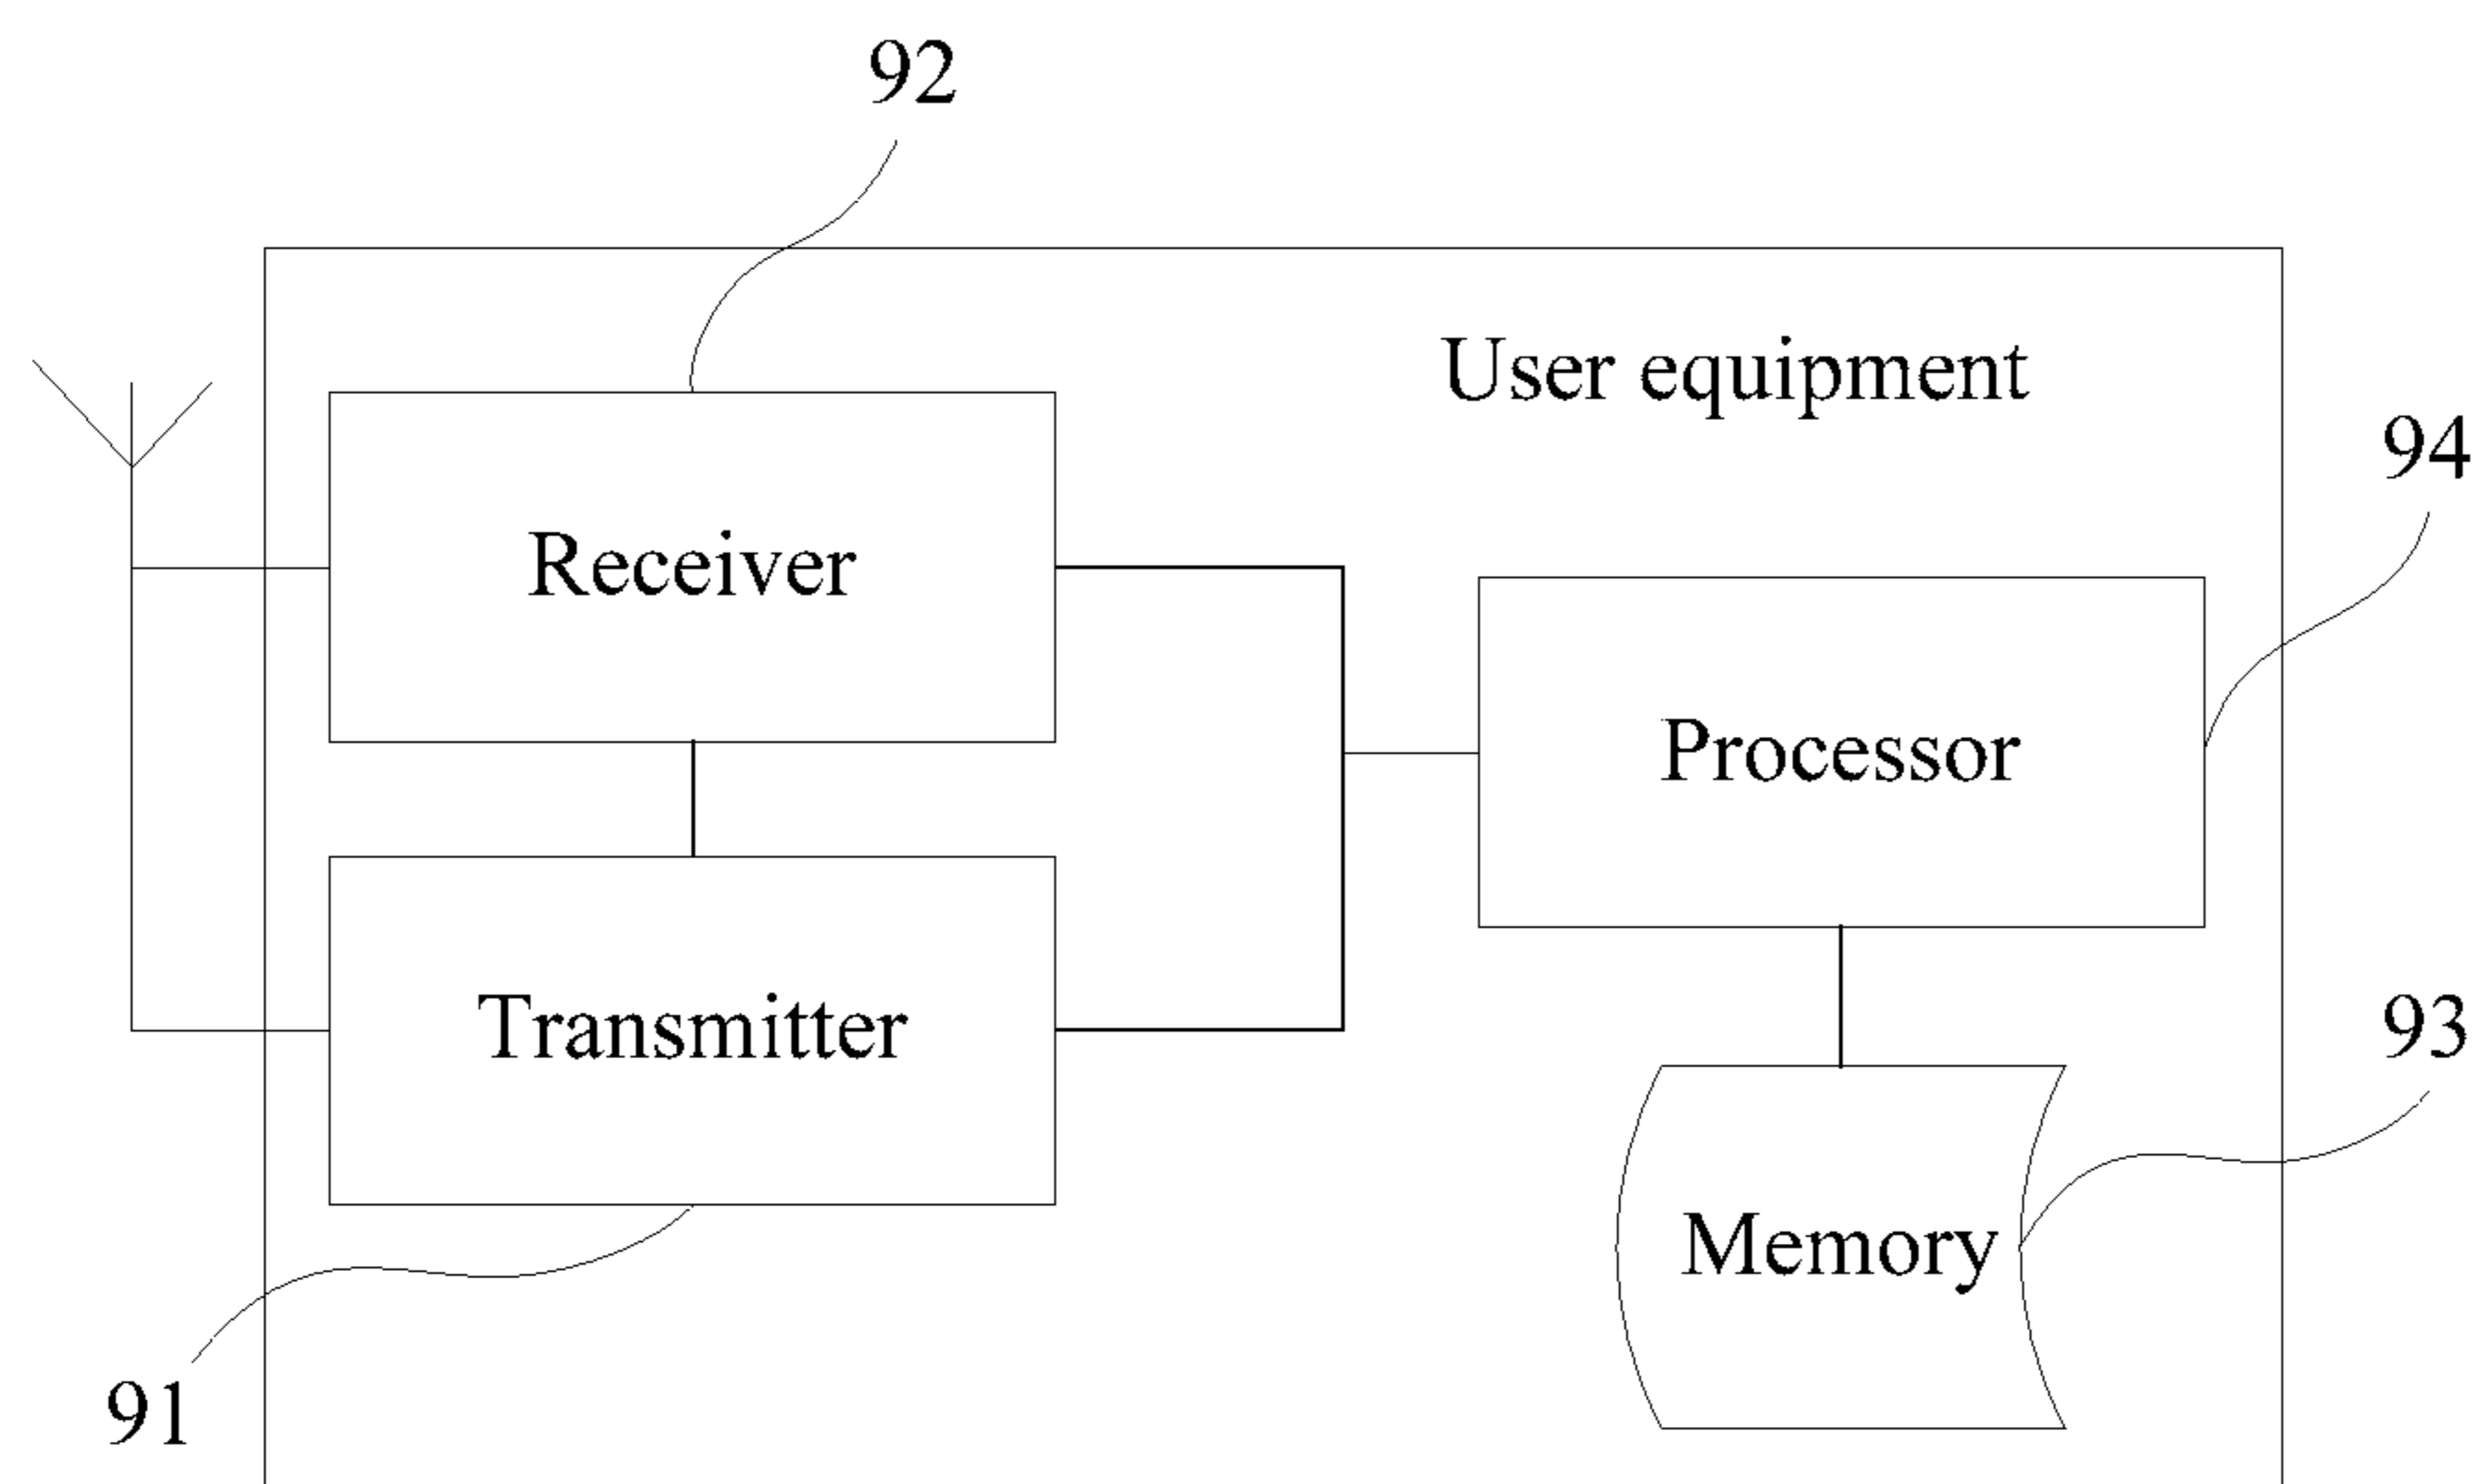 92
User equipment
94
Receiver
Processor
Transmitter
93
Memory
91